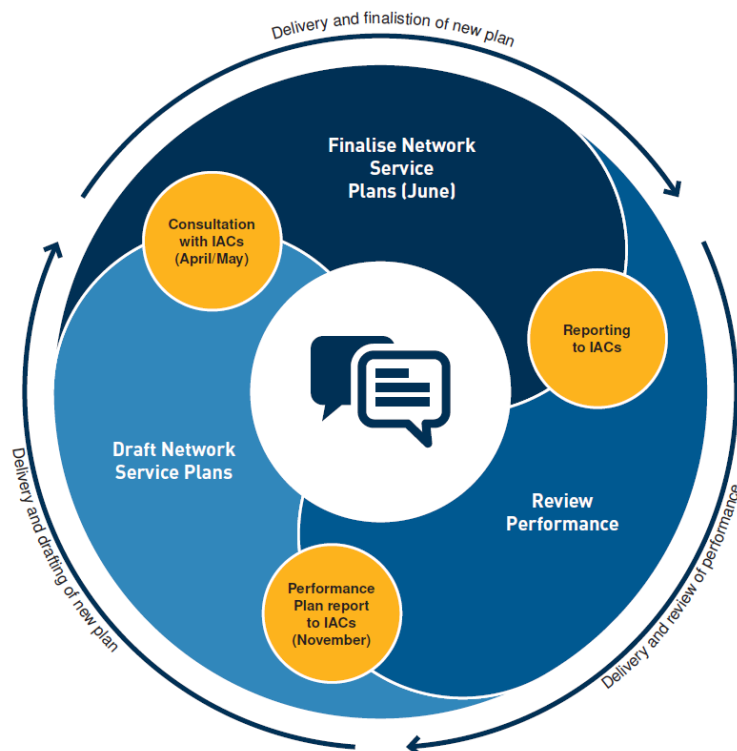 Delivery and finalistion of new plan
Finalise Network
Service
Plans (June)
Consultation
with IACs
(April/May)
Reporting
to IACs
Draft Network
Service Plans
Review
Performance
Performance
Plan report
to IACs
(November)
Delivery and drafting of new plan
Delivery and review of performance